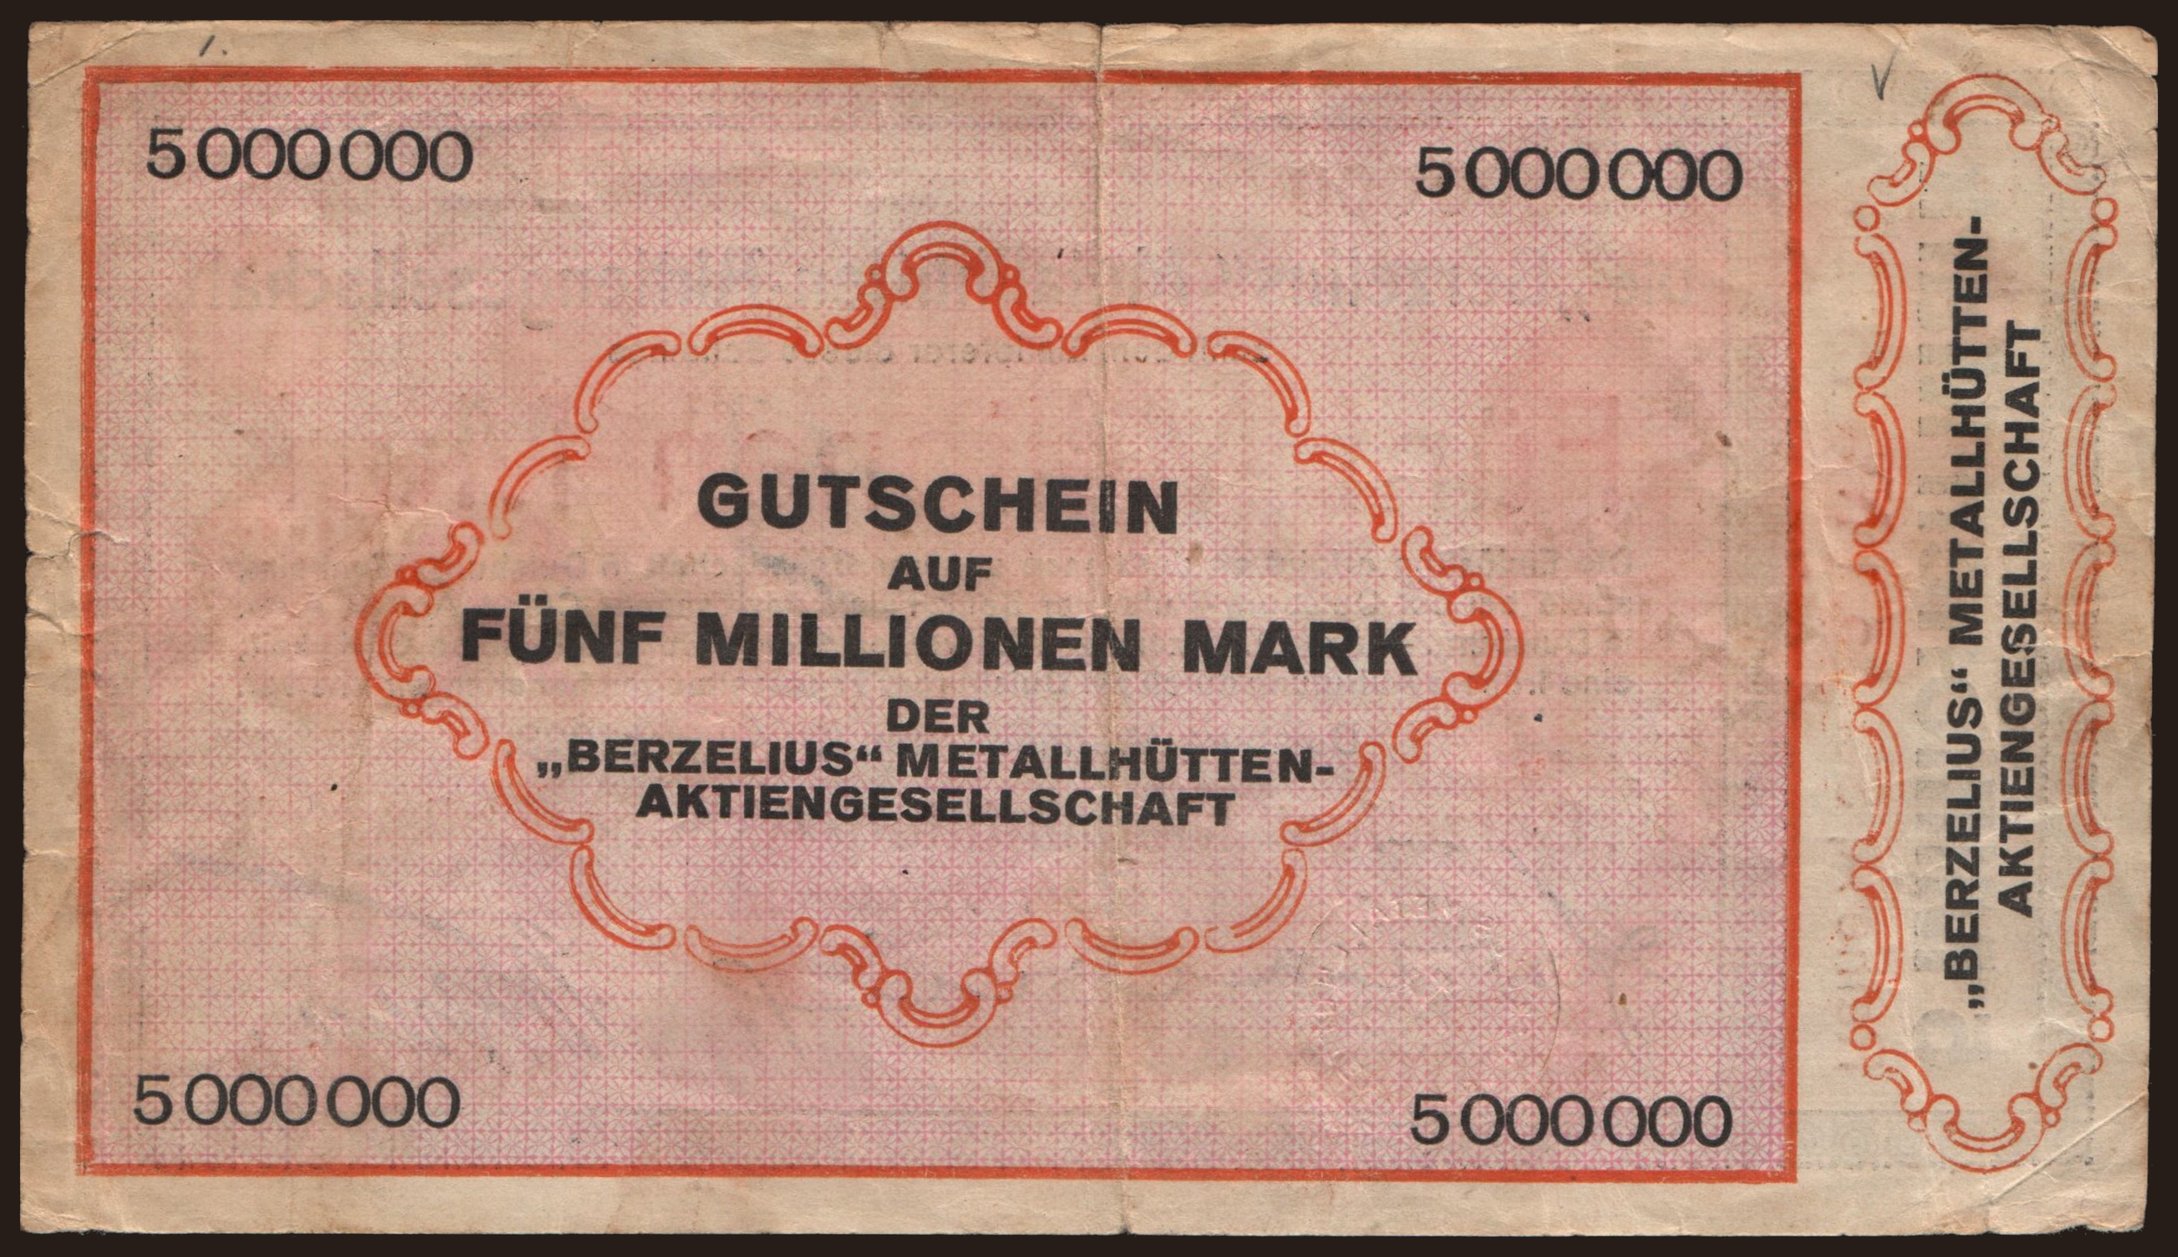 5000000
5000000
GUTSCHEIN
AUF
FÜNF MILLIONEN MARK
DER
„BERZELIUS“ METALLHÜTTEN-
AKTIENGESELLSCHAFT
5000000
5000000
„BERZELIUS“ METALLHÜTTEN-
AKTIENGESELLSCHAFT